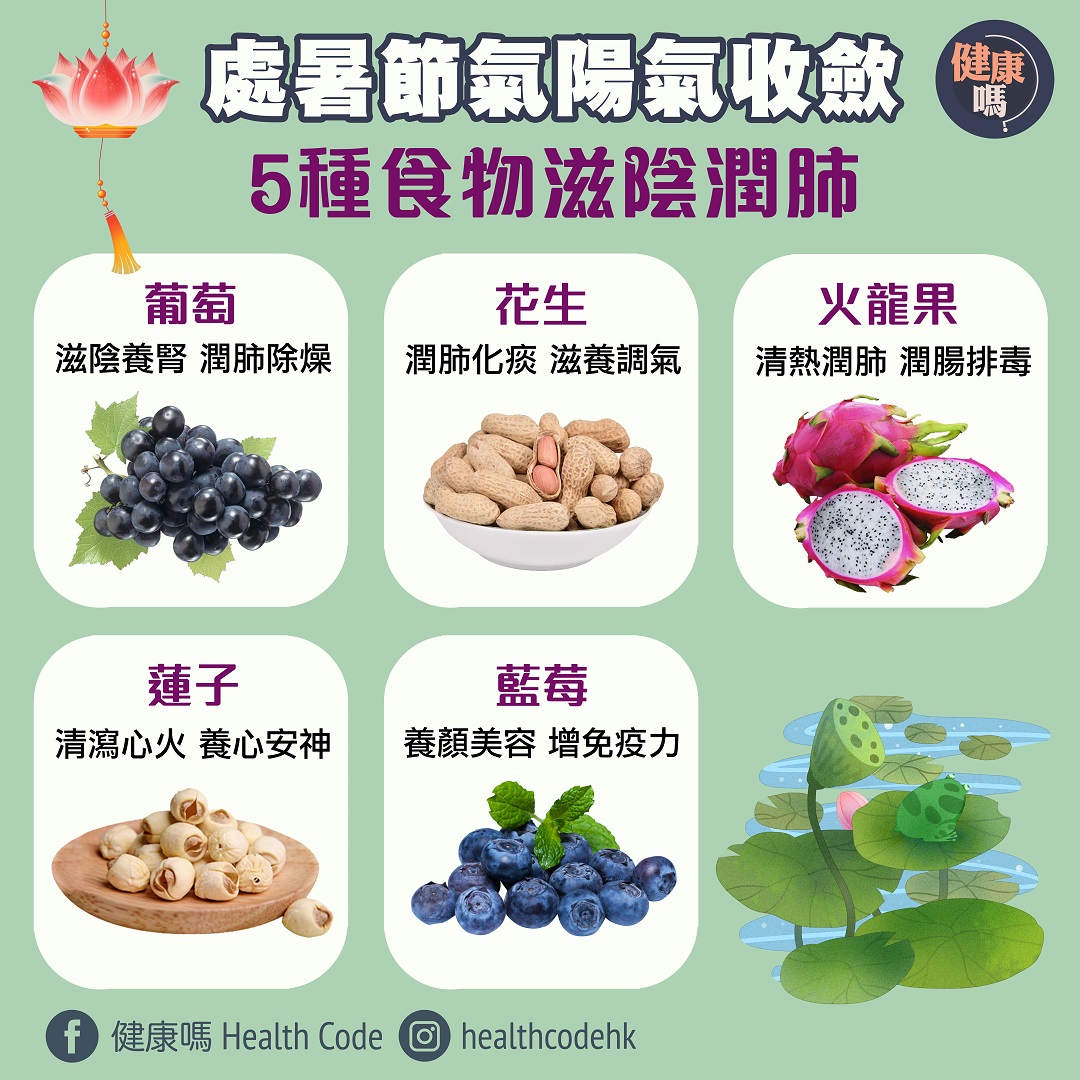 處暑節氣陽氣收歛
健康
嗎
5種食物滋陰潤肺
葡萄
滋陰養腎 潤肺除燥
花生
潤肺化痰 滋養調氣
火龍果
清熱潤肺 潤腸排毒
蓮子
清瀉心火 養心安神
藍莓
養顏美容 增免疫力
健康嗎 Health Code
healthcodehk